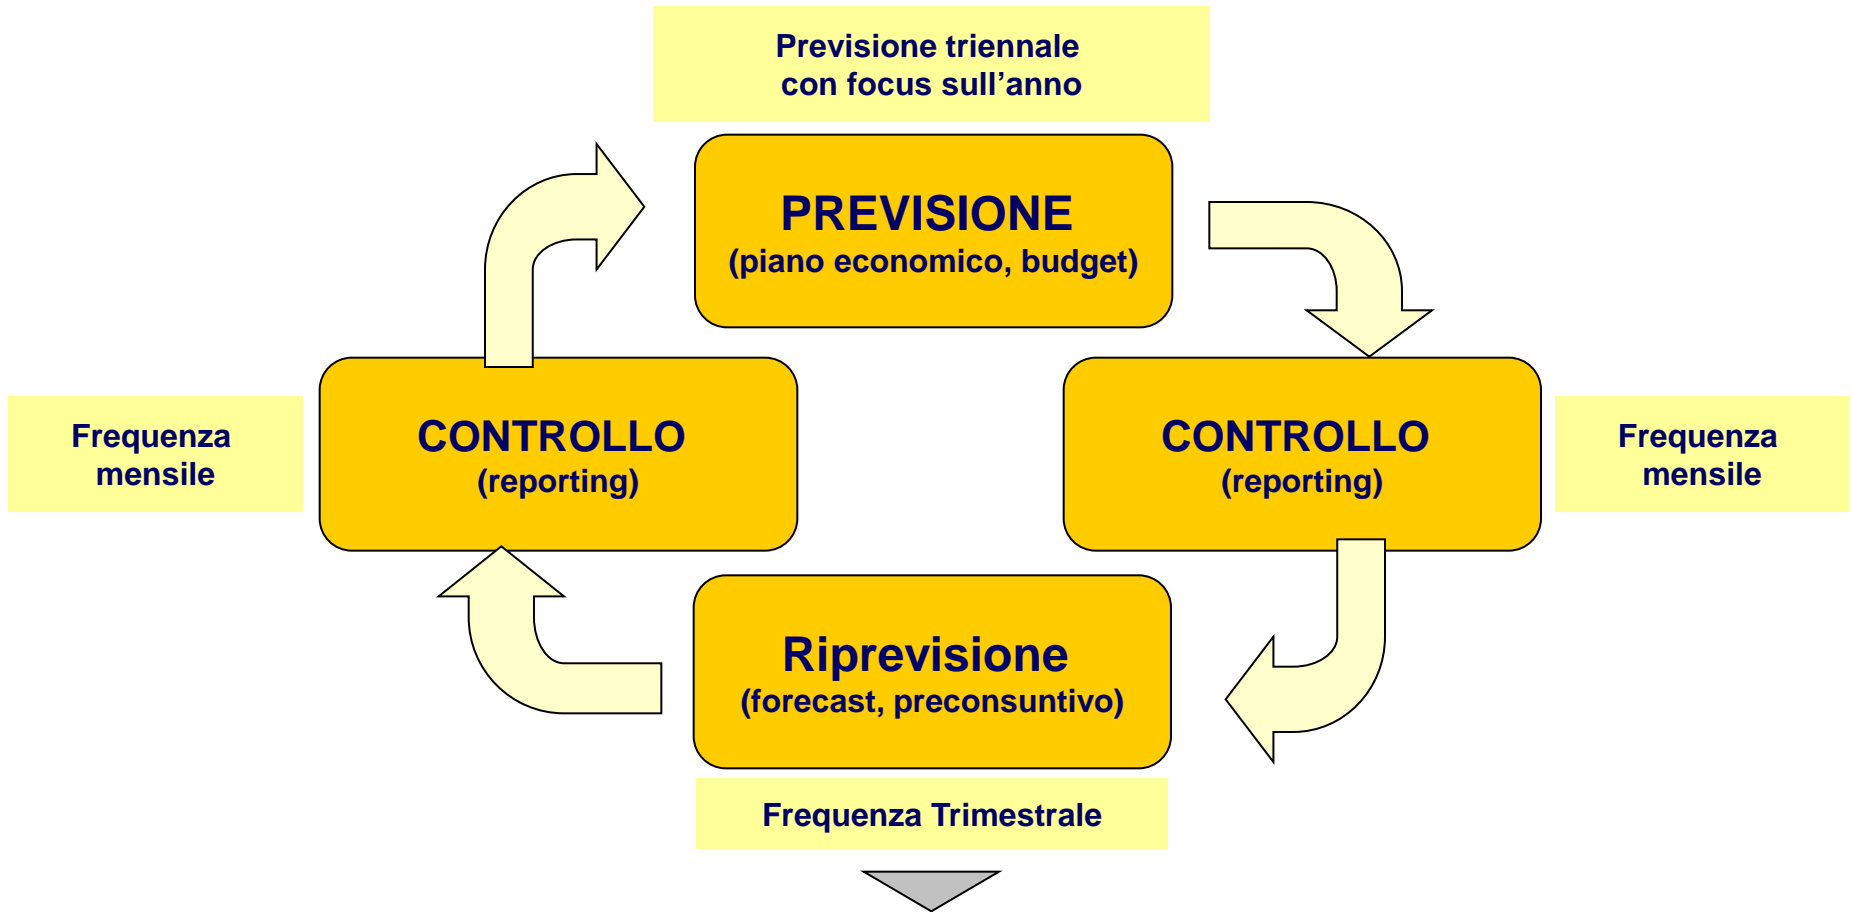 Previsione triennale
con focus sull’anno
PREVISIONE
(piano economico, budget)
Frequenza
mensile
CONTROLLO
(reporting)
CONTROLLO
(reporting)
Frequenza
mensile
Riprevisione
(forecast, preconsuntivo)
Frequenza Trimestrale